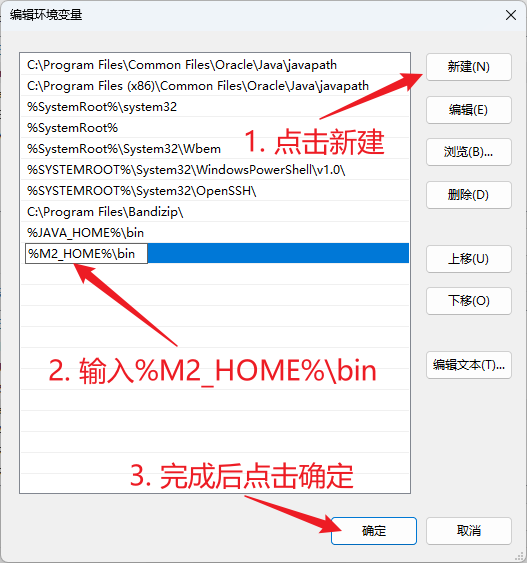 编辑环境变量
C:\Program Files\Common Files\Oracle\Java\javapath
C:\Program Files (x86)\Common Files\Oracle\Java\javapath
%SystemRoot%\system32
%SystemRoot%
%SystemRoot%\System32\Wbem
%SYSTEMROOT%\System32\WindowsPowerShell\v1.0\
%SYSTEMROOT%\System32\OpenSSH\
C:\Program Files\Bandizip\
%JAVA_HOME%\bin
%M2_HOME%\bin
新建(N)
编辑(E)
浏览(B)...
删除(D)
上移(U)
下移(O)
编辑文本(T)...
1. 点击新建
2. 输入%M2_HOME%\bin
3. 完成后点击确定
确定
取消